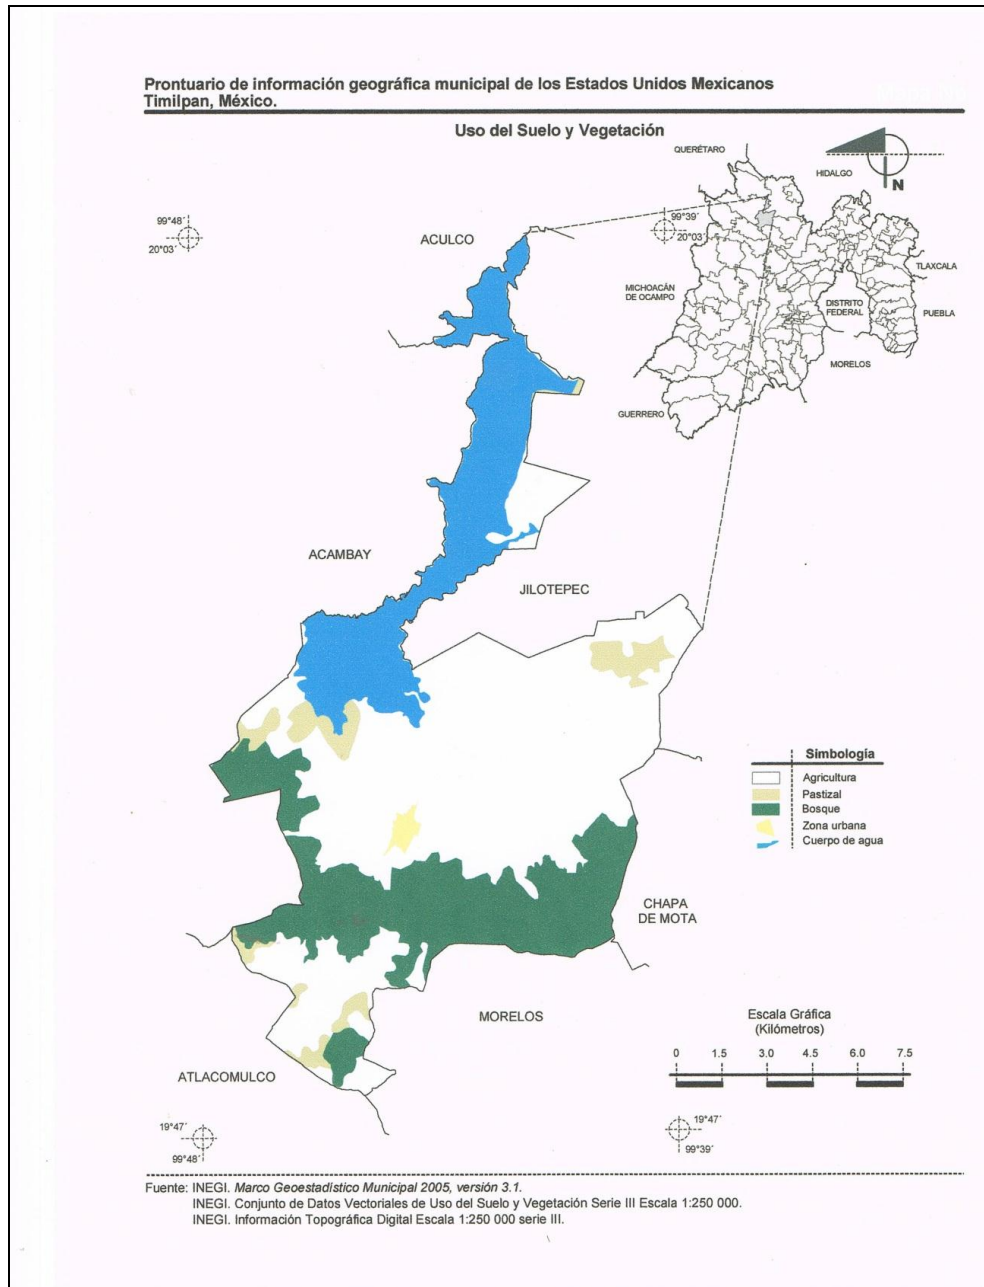 Prontuario de información geográfica municipal de los Estados Unidos Mexicanos
Timilpan, México.
Uso del Suelo y Vegetación
QUERÉTARO
HIDALGO
N
99°48´
20°03´
99°39´
20°03´
ACULCO
TLAXCALA
MICHOACÁN
DE OCAMPO
DISTRITO
FEDERAL
PUEBLA
MORELOS
GUERRERO
ACAMBAY
JILOTEPEC
Simbología
Agricultura
Pastizal
Bosque
Zona urbana
Cuerpo de agua
CHAPA
DE MOTA
MORELOS
Escala Gráfica
(Kilómetros)
0 1.5 3.0 4.5 6.0 7.5
ATLACOMULCO
19°47´
99°48´
19°47´
99°39´
Fuente: INEGI. Marco Geoestadístico Municipal 2005, versión 3.1.
INEGI. Conjunto de Datos Vectoriales de Uso del Suelo y Vegetación Serie III Escala 1:250 000.
INEGI. Información Topográfica Digital Escala 1:250 000 serie III.